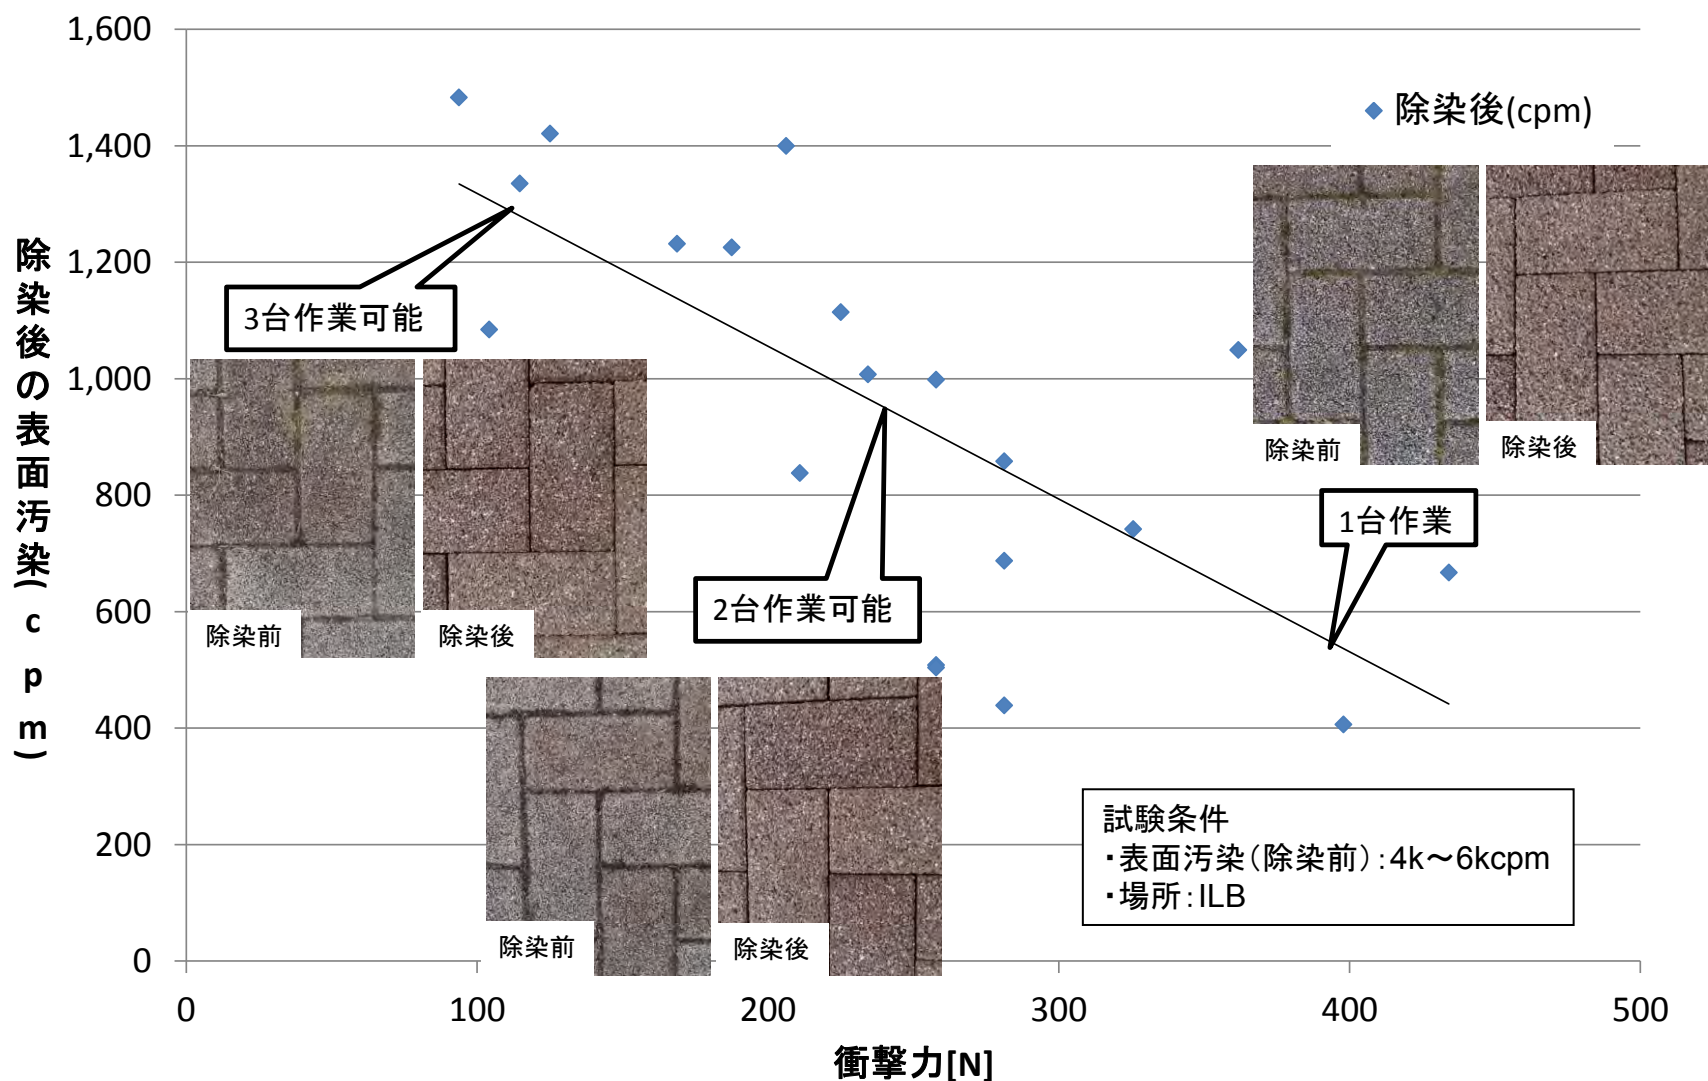 除染後の表面汚染(cpm)
1,600
1,400
1,200
1,000
800
600
400
200
0
除染後(cpm)
3台作業可能
2台作業可能
1台作業
除染前
除染後
除染前
除染後
除染前
除染後
試験条件
・表面汚染(除染前):4k～6kcpm
・場所:ILB
0
100
200
300
400
500
衝撃力[N]